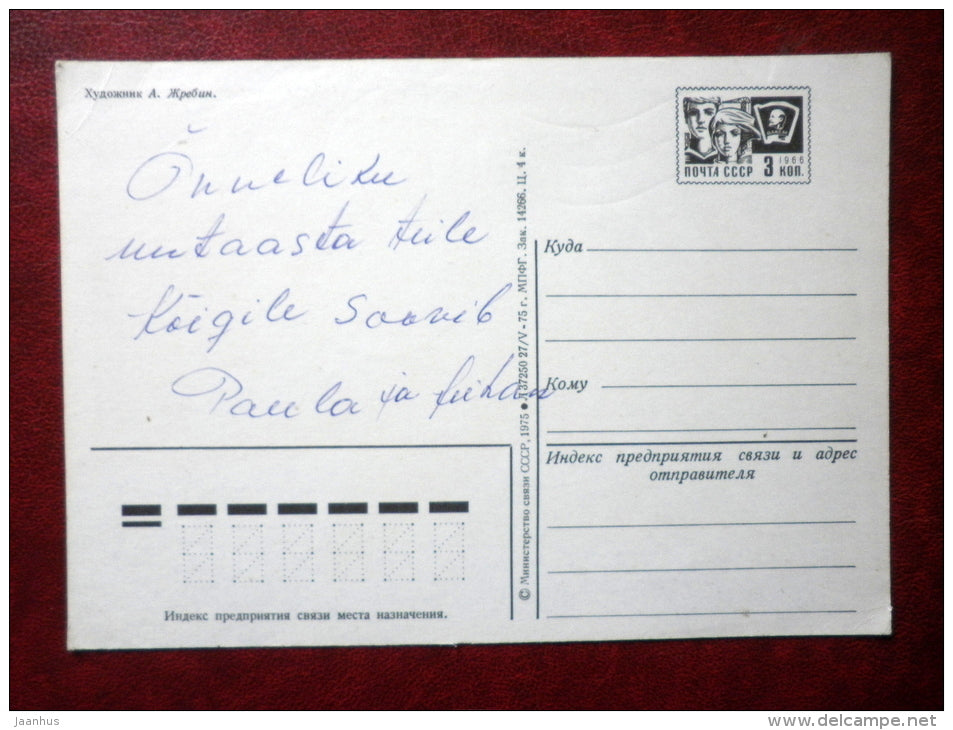 Художник А. Жребин.
Õnneliku
uutaasta teile
Kõigile Soovib
Paula ja
ПОЧТА СССР 1966 3 КОП.
Куда
Кому
Индекс предприятия связи и адрес
отправителя
© Министерство связи СССР, 1975 ● Л 37250 27/V - 75 г. МПФГ. Зак. 14266. Ц. 4 к.
Индекс предприятия связи места назначения.
Jaanhus
www.delcampe.net